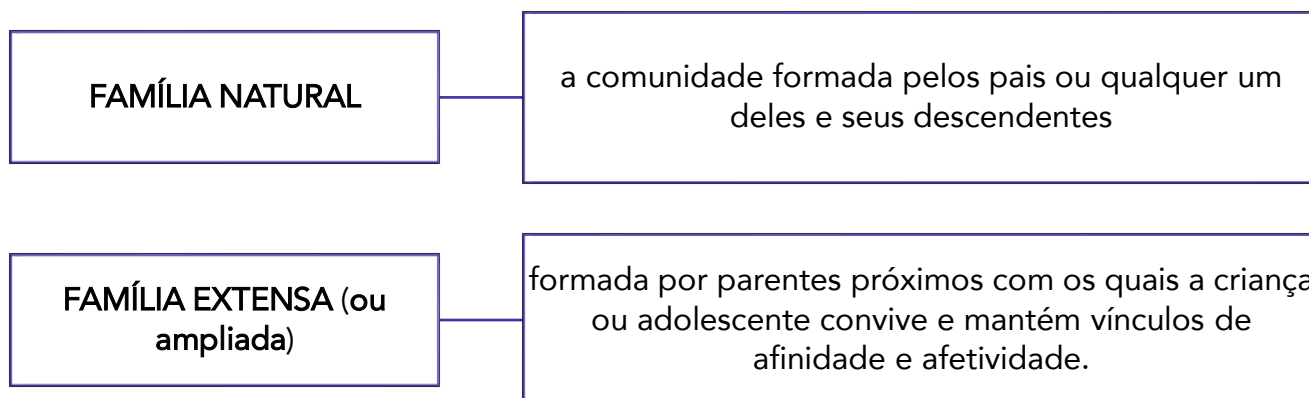 FAMÍLIA NATURAL
a comunidade formada pelos pais ou qualquer um
deles e seus descendentes
FAMÍLIA EXTENSA (ou
ampliada)
formada por parentes próximos com os quais a criança
ou adolescente convive e mantém vínculos de
afinidade e afetividade.